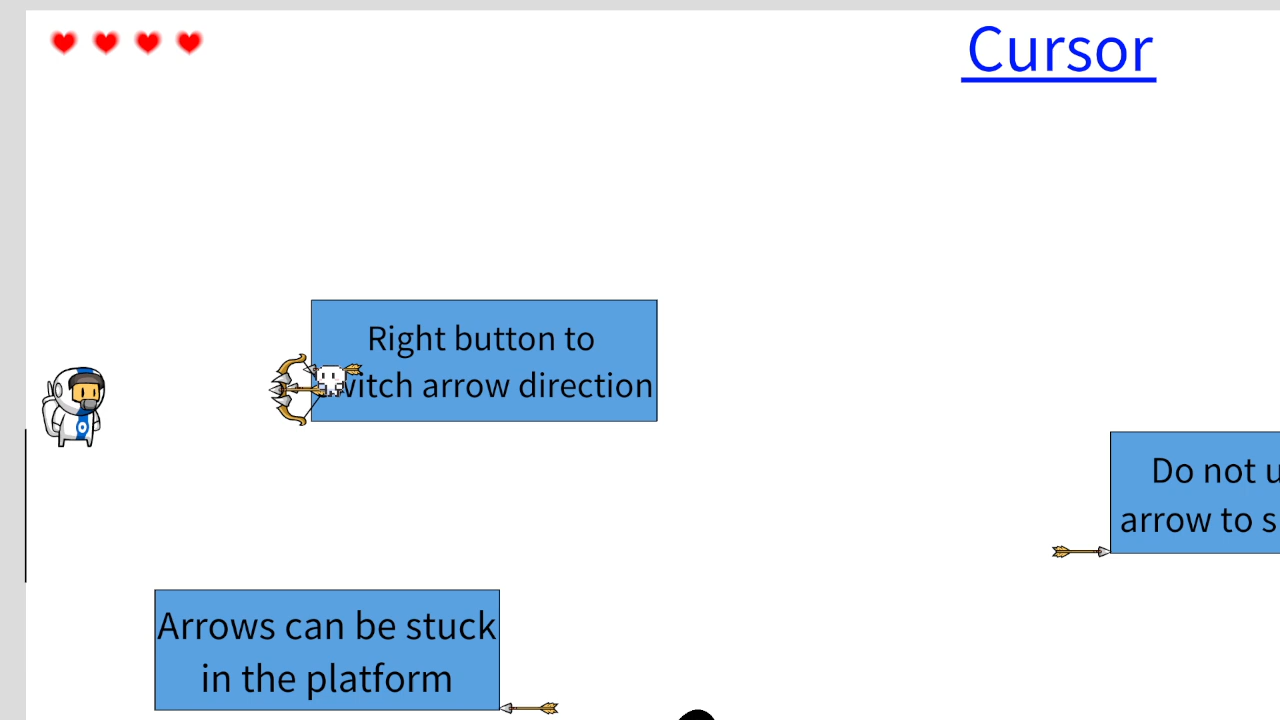 Cursor
Right button to
witch arrow direction
Do not u
arrow to s
Arrows can be stuck
in the platform